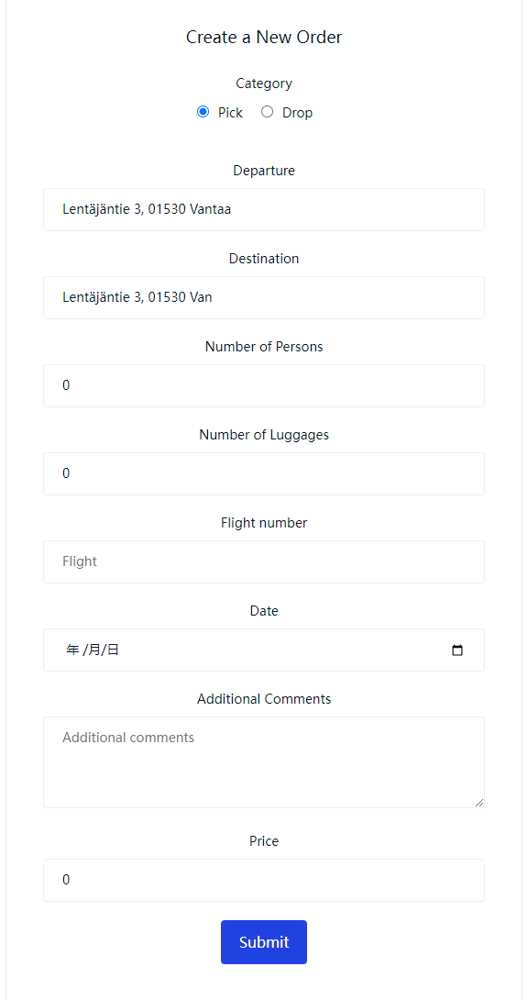 Create a New Order
Category
Pick Drop
Departure
Lentäjäntie 3, 01530 Vantaa
Destination
Lentäjäntie 3, 01530 Van
Number of Persons
0
Number of Luggages
0
Flight number
Flight
Date
年 /月/日
Additional Comments
Additional comments
Price
0
Submit